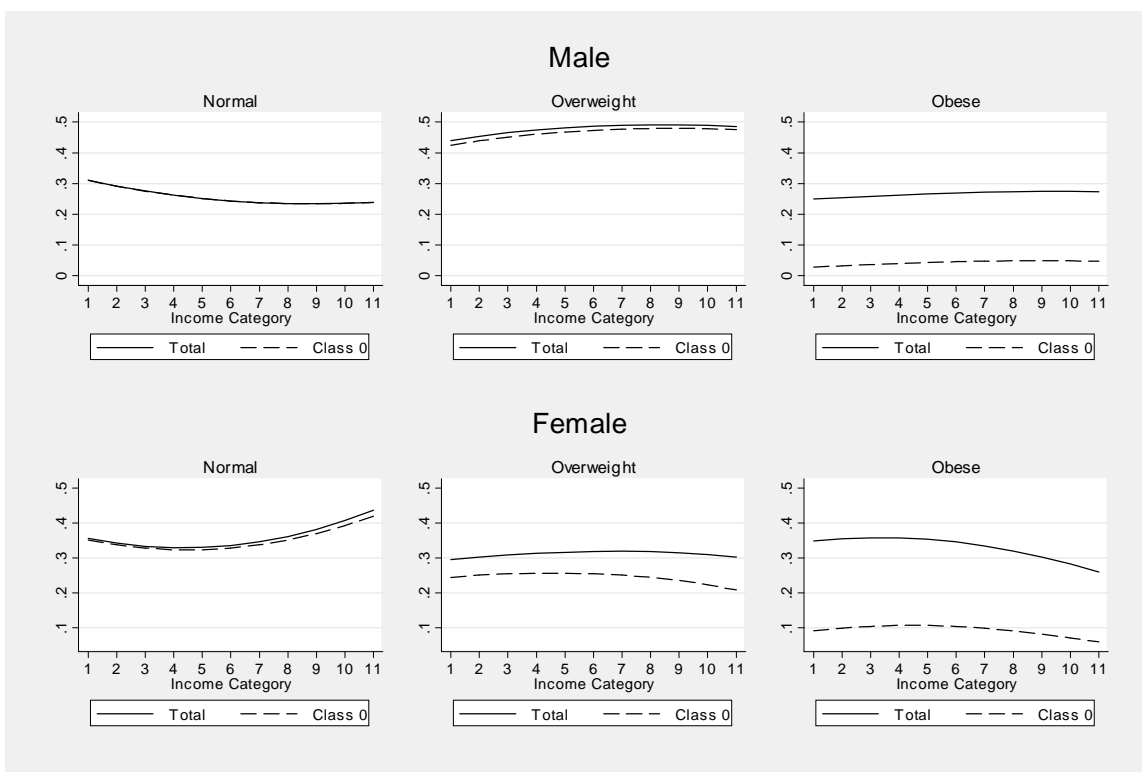 Male
Normal Overweight Obese
.5 .5 .5
.4 .4 .4
.3 .3 .3
.2 .2 .2
.1 .1 .1
0 0 0
1 2 3 4 5 6 7 8 9 10 11 1 2 3 4 5 6 7 8 9 10 11 1 2 3 4 5 6 7 8 9 10 11
Income Category Income Category Income Category
Total Class 0 Total Class 0 Total Class 0
Female
Normal Overweight Obese
.5 .5 .5
.4 .4 .4
.3 .3 .3
.2 .2 .2
.1 .1 .1
1 2 3 4 5 6 7 8 9 10 11 1 2 3 4 5 6 7 8 9 10 11 1 2 3 4 5 6 7 8 9 10 11
Income Category Income Category Income Category
Total Class 0 Total Class 0 Total Class 0